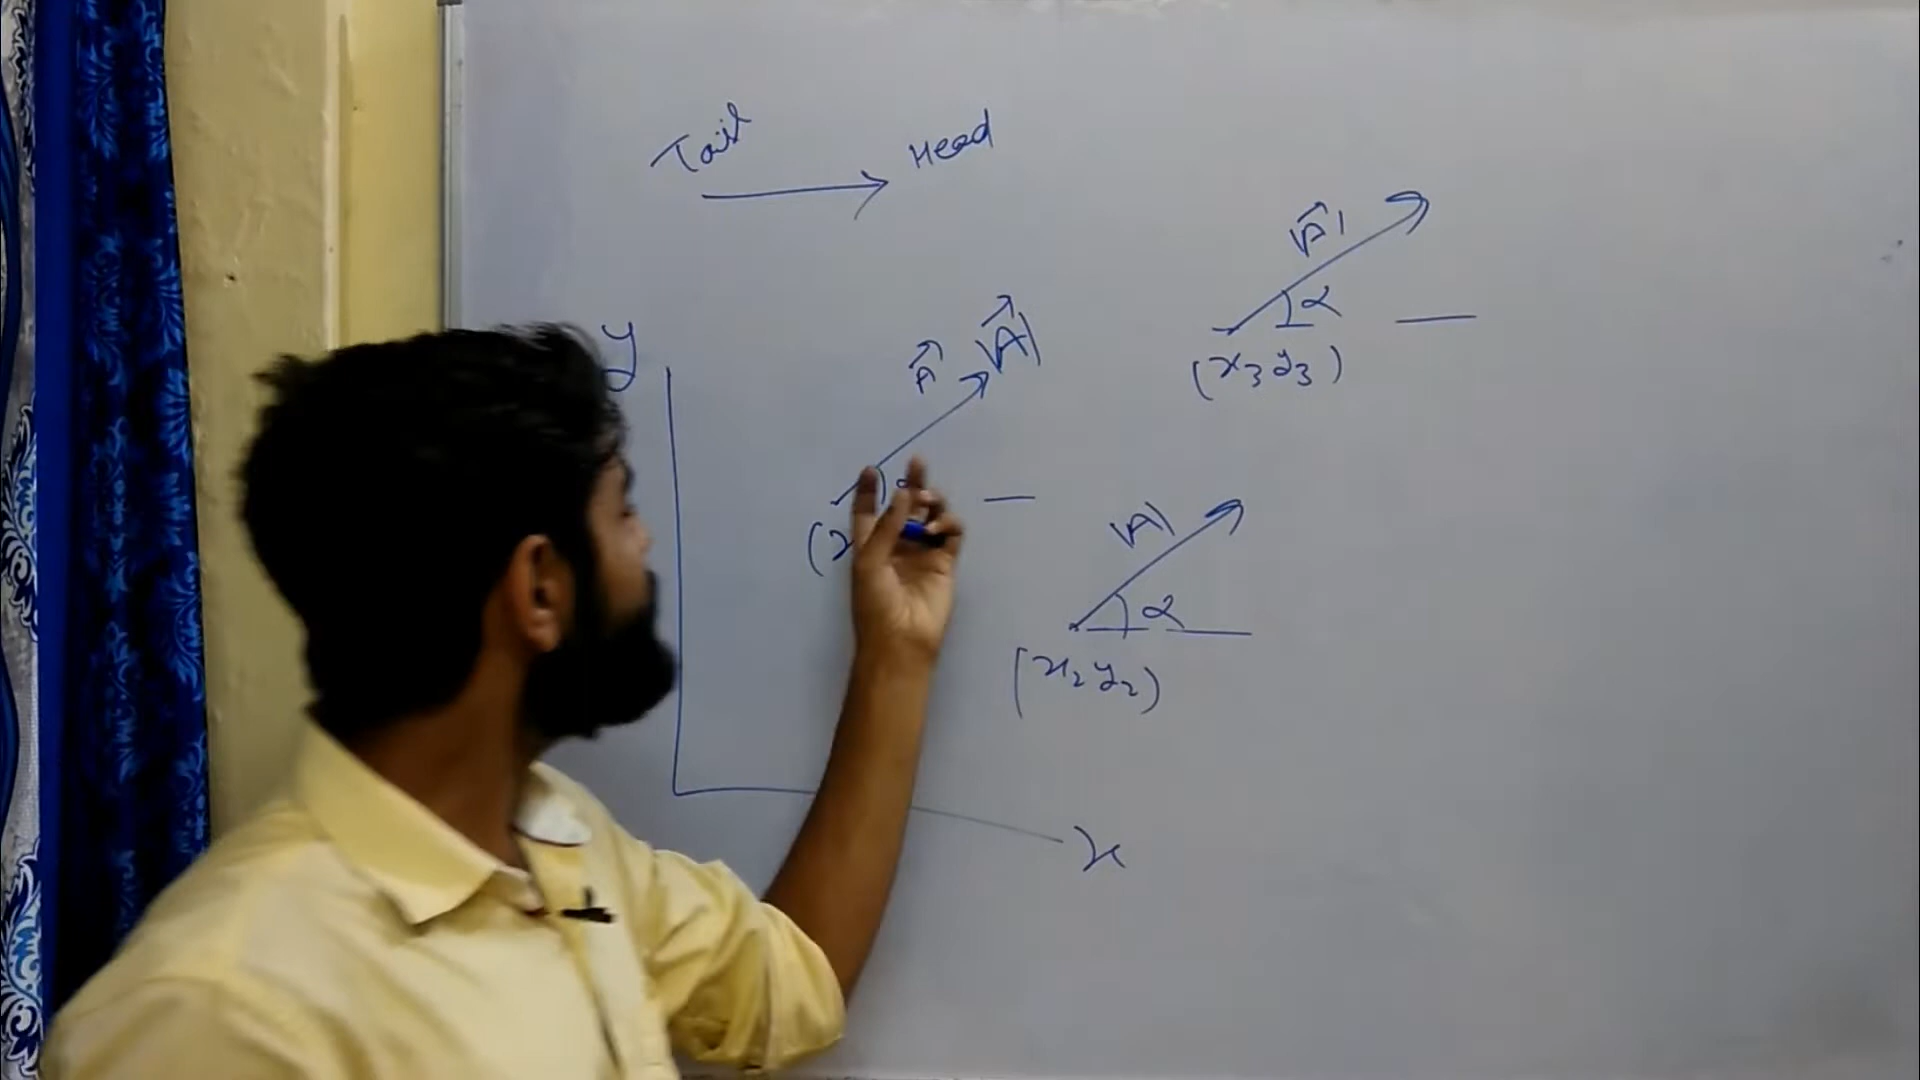 Tail
Head
|A⃗|
α
(x₃ y₃)
y
A⃗
|A⃗|
α
|A|
α
(x₂ y₂)
x